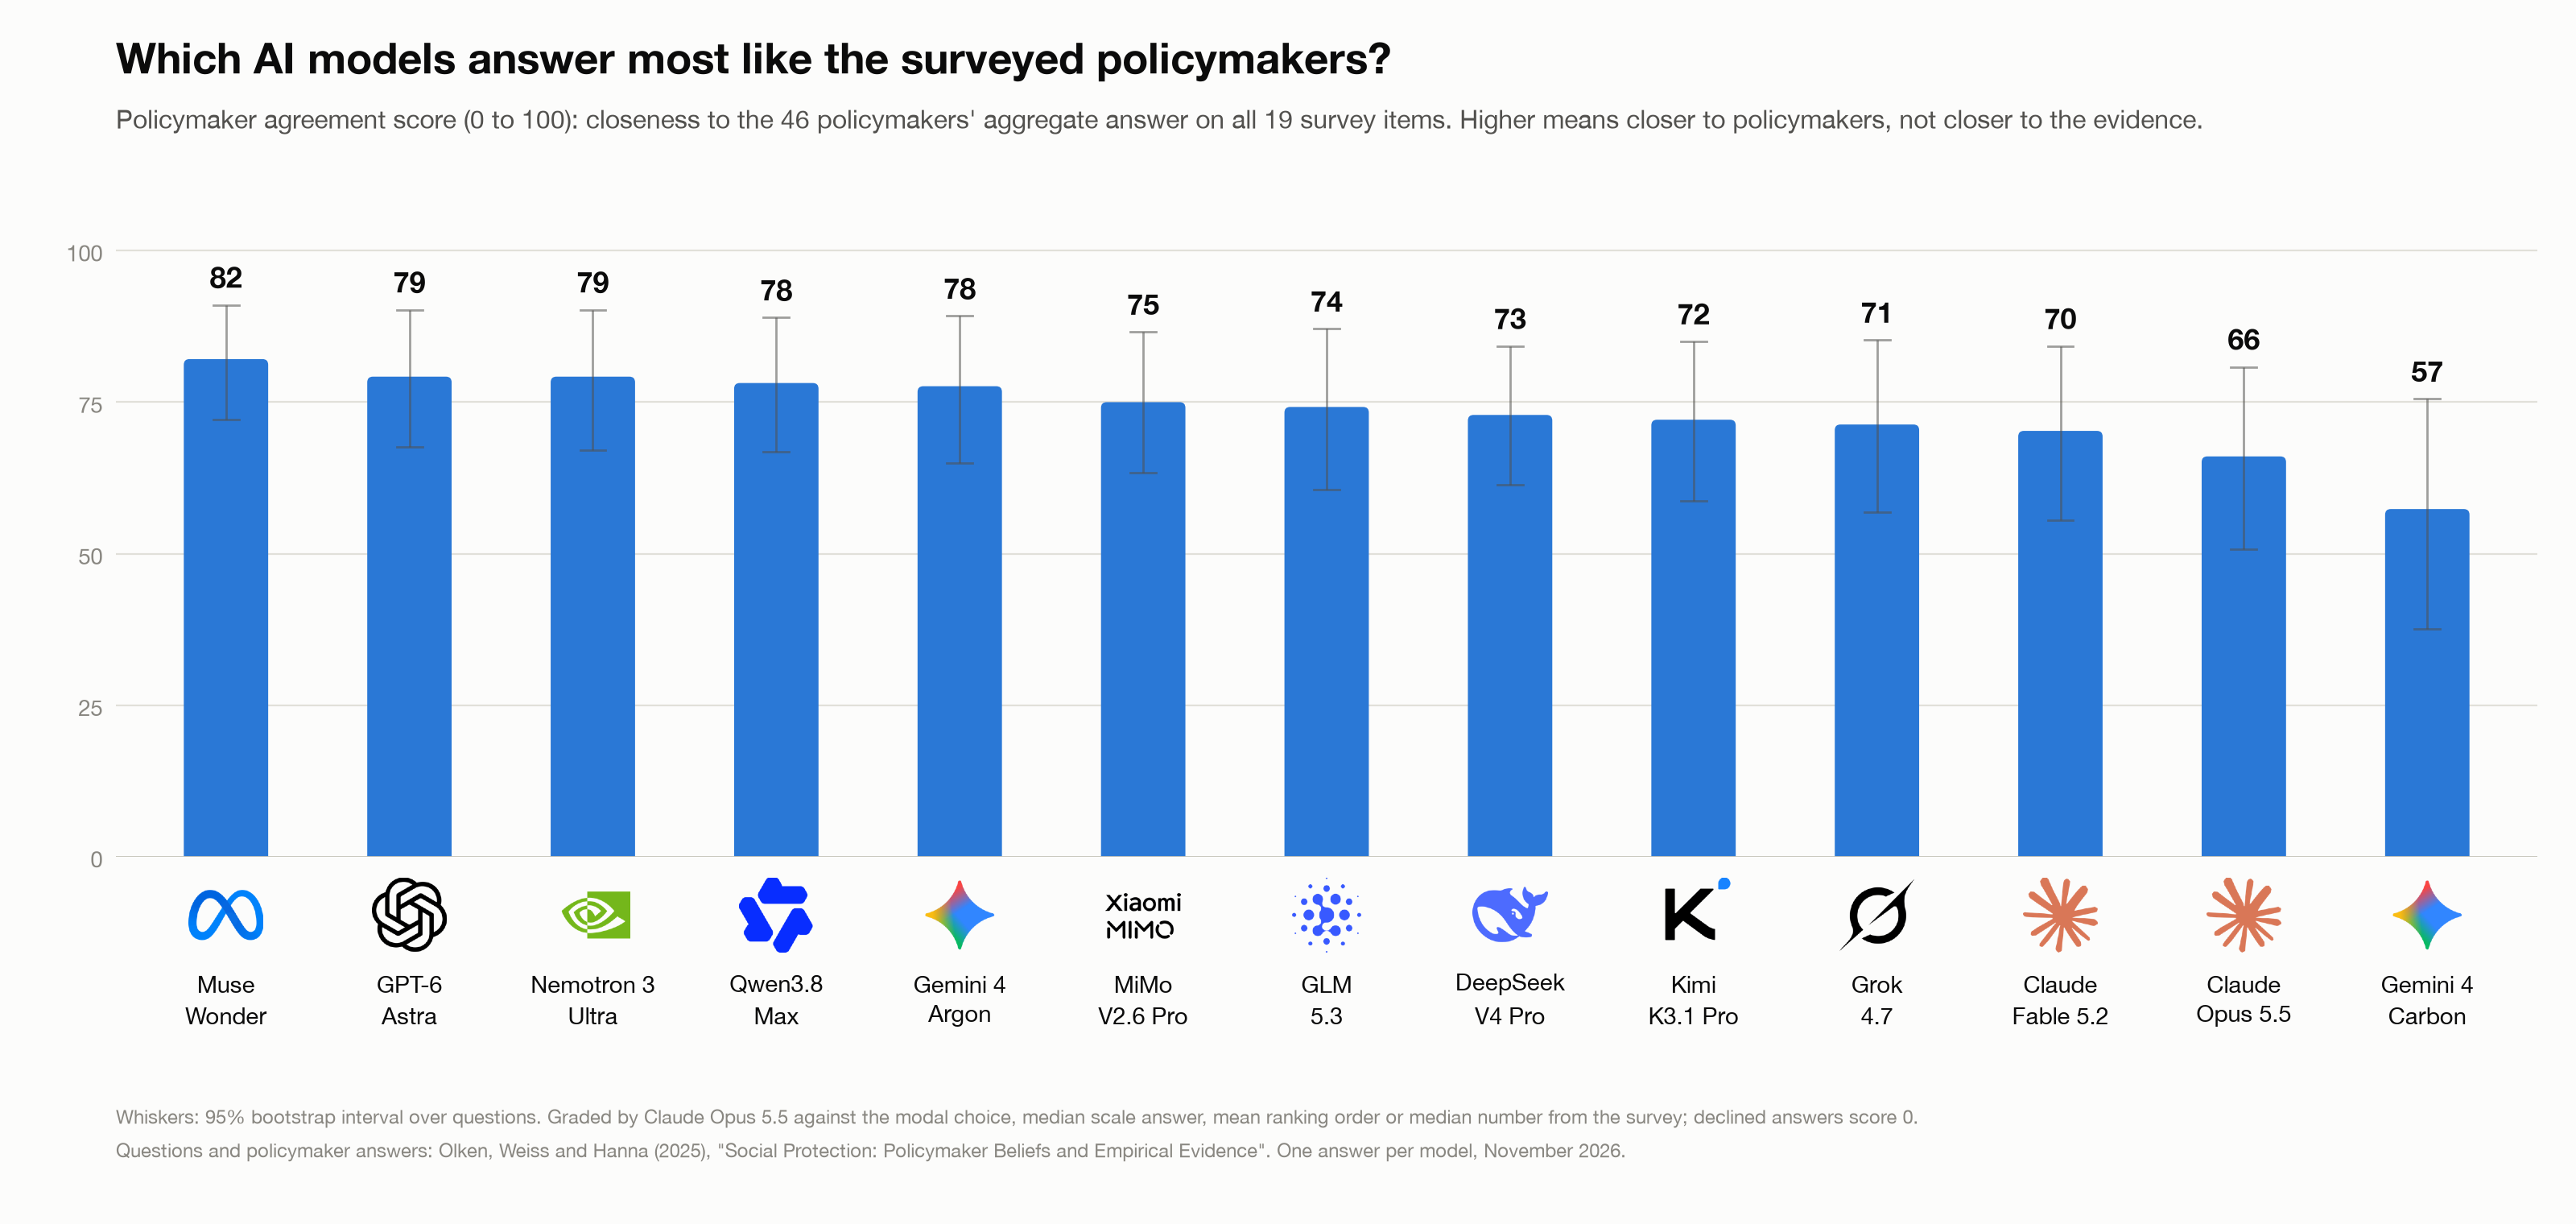 Which AI models answer most like the surveyed policymakers?
Policymaker agreement score (0 to 100): closeness to the 46 policymakers' aggregate answer on all 19 survey items. Higher means closer to policymakers, not closer to the evidence.
100
75
50
25
0
82
79
79
78
78
75
74
73
72
71
70
66
57
Xiaomi
MIMO
Muse
Wonder
GPT-6
Astra
Nemotron 3
Ultra
Qwen3.8
Max
Gemini 4
Argon
MiMo
V2.6 Pro
GLM
5.3
DeepSeek
V4 Pro
Kimi
K3.1 Pro
Grok
4.7
Claude
Fable 5.2
Claude
Opus 5.5
Gemini 4
Carbon
Whiskers: 95% bootstrap interval over questions. Graded by Claude Opus 5.5 against the modal choice, median scale answer, mean ranking order or median number from the survey; declined answers score 0.
Questions and policymaker answers: Olken, Weiss and Hanna (2025), "Social Protection: Policymaker Beliefs and Empirical Evidence". One answer per model, November 2026.